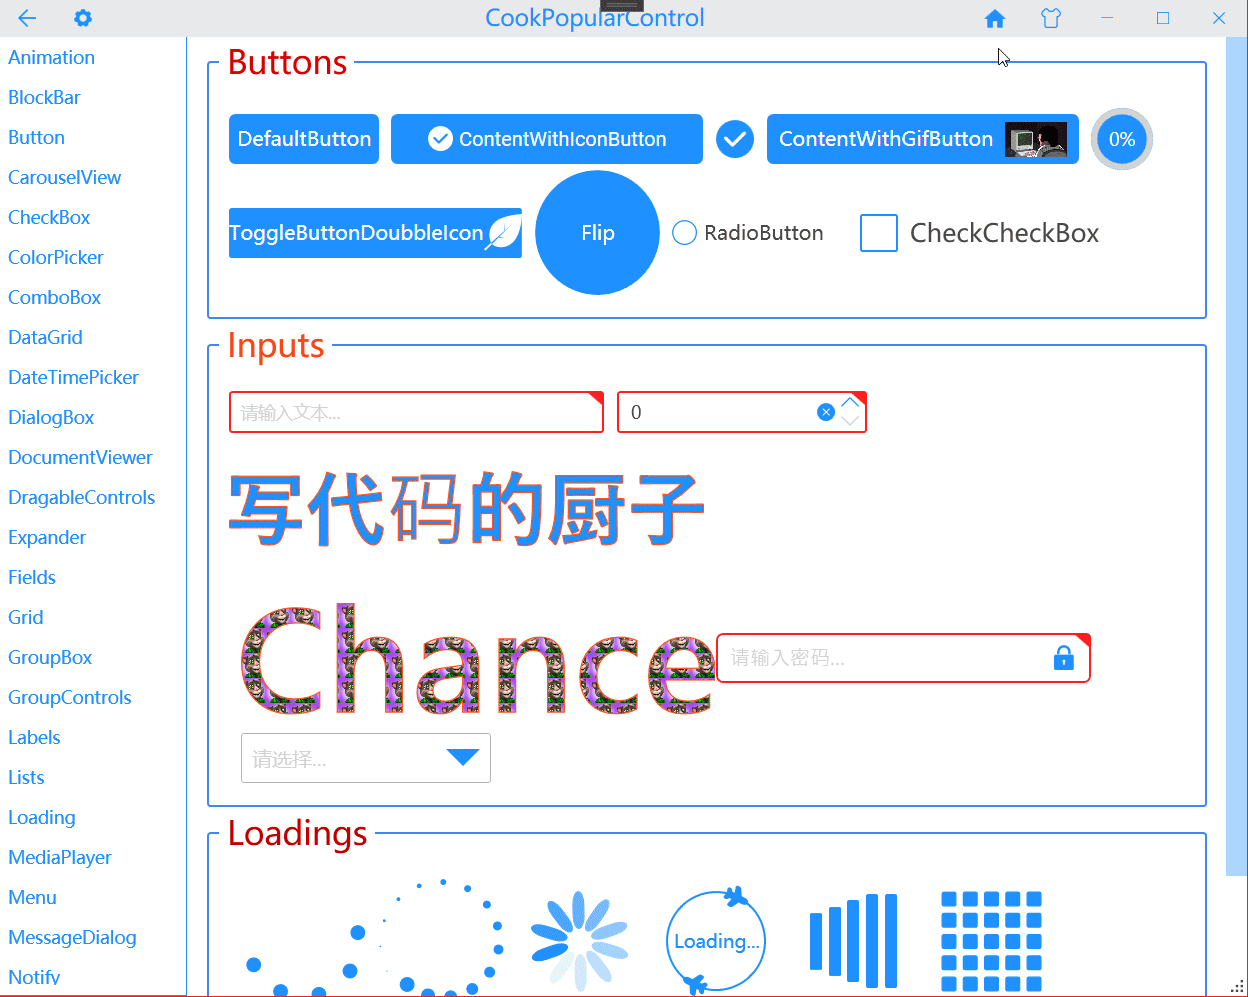 CookPopularControl
Animation
BlockBar
Button
CarouselView
CheckBox
ColorPicker
ComboBox
DataGrid
DateTimePicker
DialogBox
DocumentViewer
DragableControls
Expander
Fields
Grid
GroupBox
GroupControls
Labels
Lists
Loading
MediaPlayer
Menu
MessageDialog
Notify
Buttons
DefaultButton ContentWithIconButton ContentWithGifButton 0%
ToggleButtonDoubbleIcon Flip RadioButton CheckCheckBox
Inputs
请输入文本... 0
写代码的厨子
Chance 请输入密码...
请选择...
Loadings
Loading...